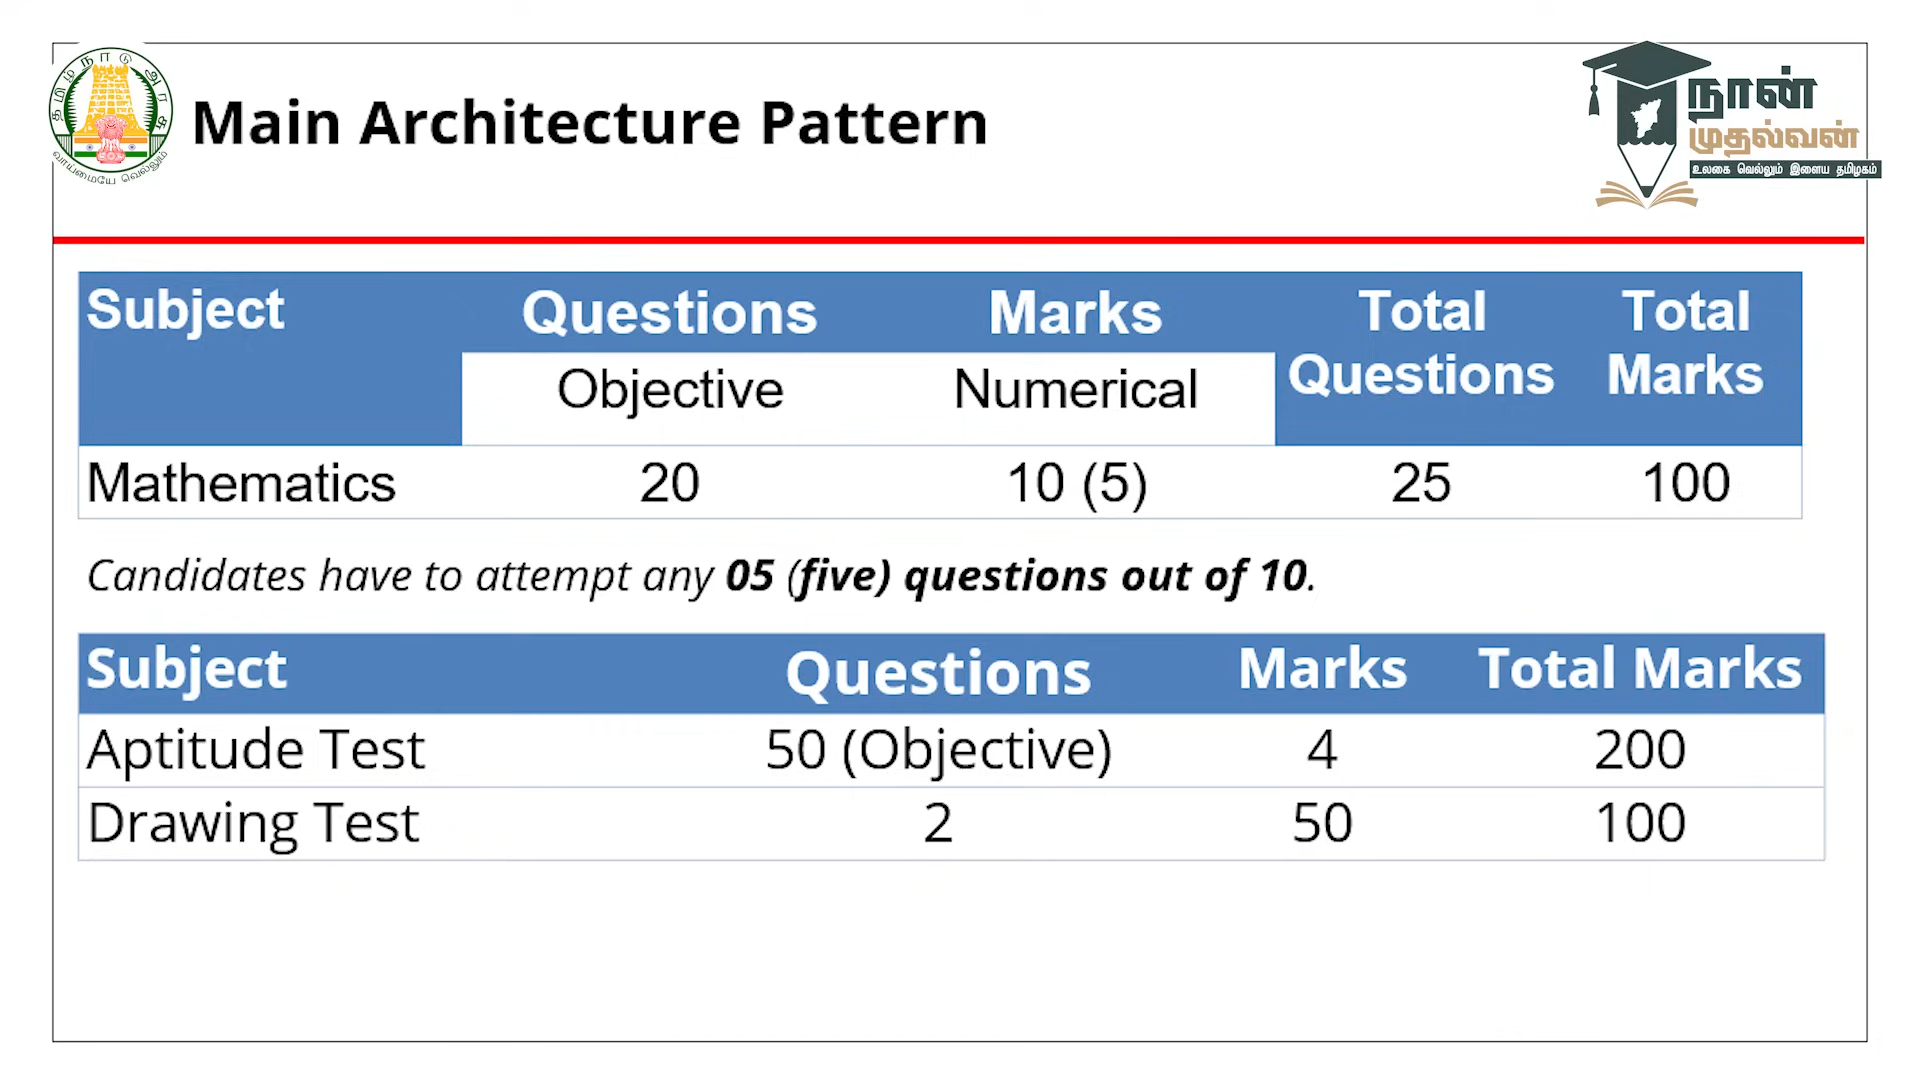 தமிழ்நாடு அரசு
வாய்மையே வெல்லும்
Main Architecture Pattern
நான்
முதல்வன்
உலகை வெல்லும் இளைய தமிழகம்
Subject Questions Marks Total Questions Total Marks
Objective Numerical
Mathematics 20 10 (5) 25 100
Candidates have to attempt any 05 (five) questions out of 10.
Subject Questions Marks Total Marks
Aptitude Test 50 (Objective) 4 200
Drawing Test 2 50 100